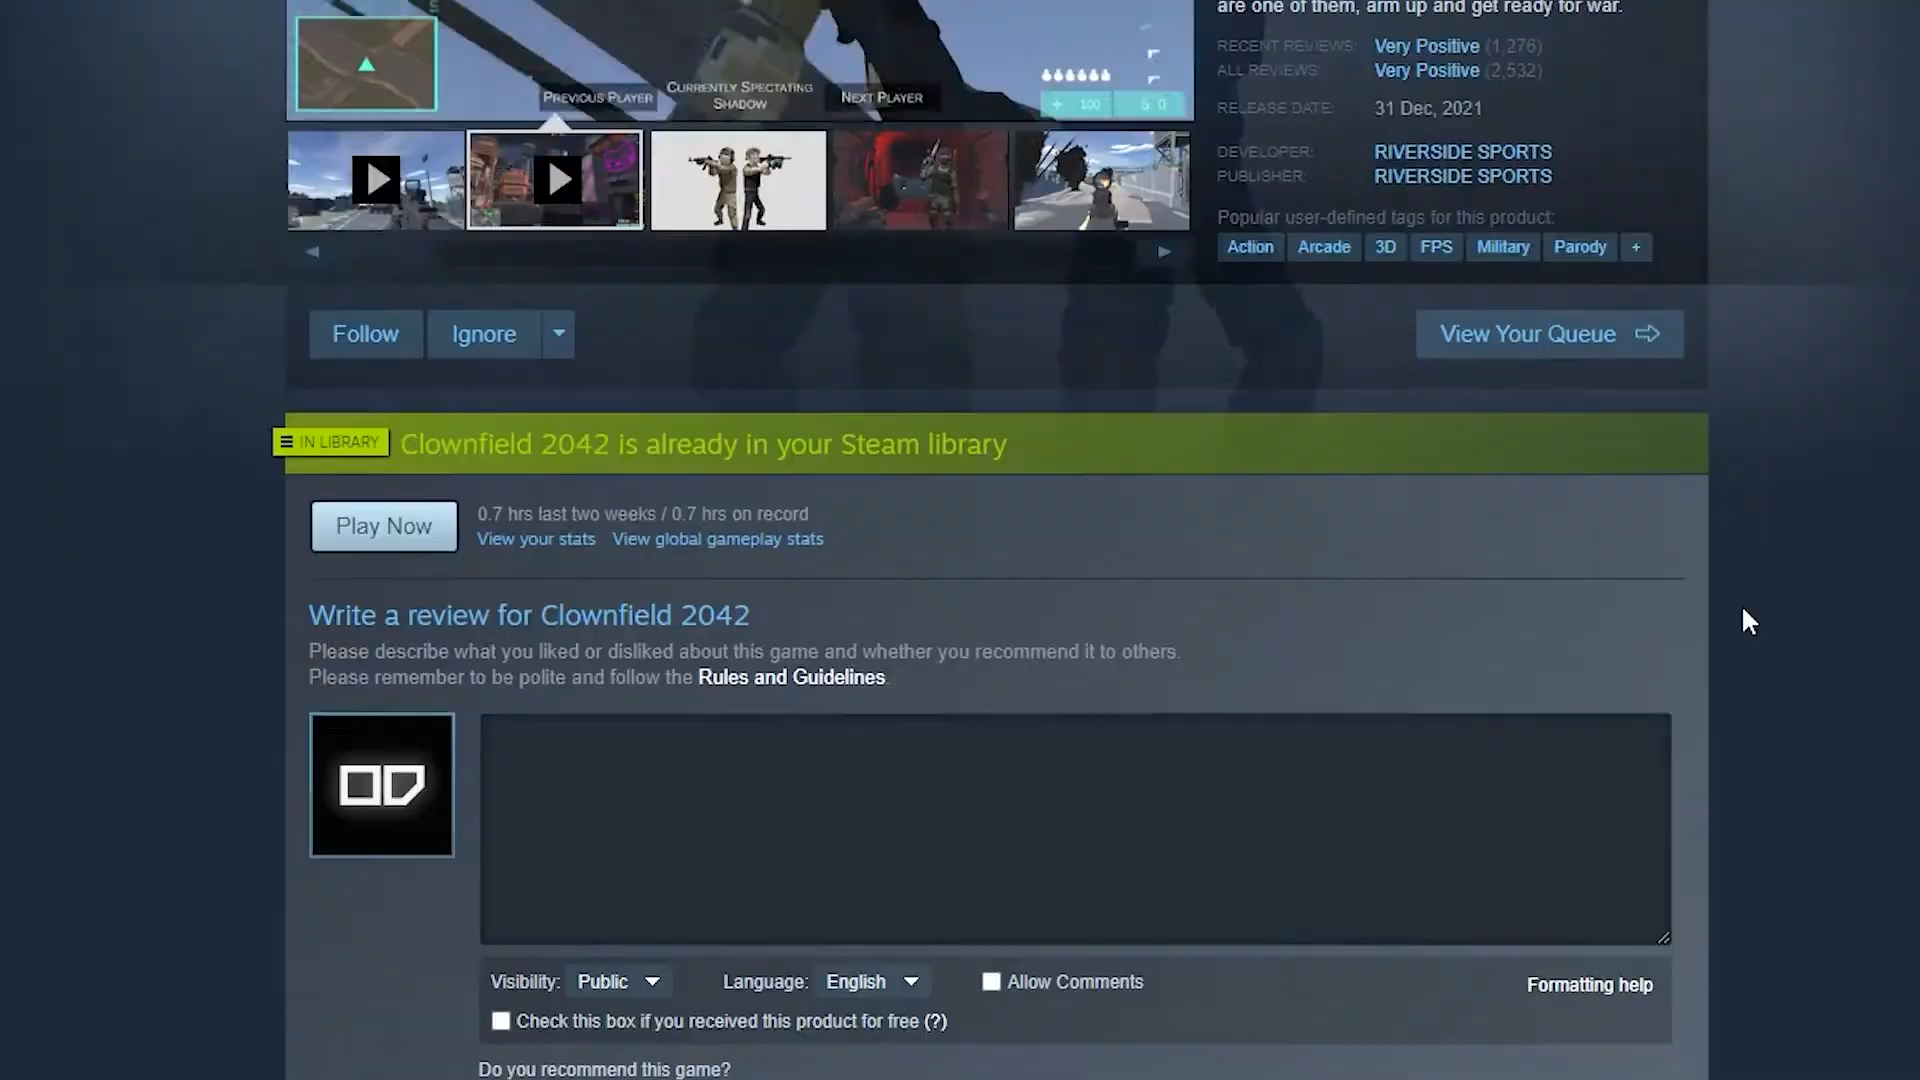 are one of them, arm up and get ready for war.
RECENT REVIEWS: Very Positive (1,276)
ALL REVIEWS: Very Positive (2,532)
RELEASE DATE: 31 Dec, 2021
DEVELOPER: RIVERSIDE SPORTS
PUBLISHER: RIVERSIDE SPORTS
Popular user-defined tags for this product:
Action Arcade 3D FPS Military Parody +
PREVIOUS PLAYER
CURRENTLY SPECTATING
SHADOW
NEXT PLAYER
+ 100 5 0
Follow Ignore View Your Queue
IN LIBRARY Clownfield 2042 is already in your Steam library
Play Now
0.7 hrs last two weeks / 0.7 hrs on record
View your stats View global gameplay stats
Write a review for Clownfield 2042
Please describe what you liked or disliked about this game and whether you recommend it to others.
Please remember to be polite and follow the Rules and Guidelines.
Visibility: Public Language: English Allow Comments Formatting help
Check this box if you received this product for free (?)
Do you recommend this game?